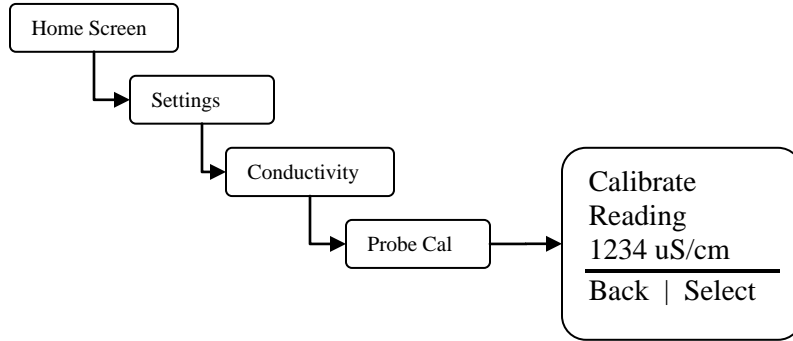 Home Screen
Settings
Conductivity
Probe Cal
Calibrate
Reading
1234 uS/cm
Back | Select